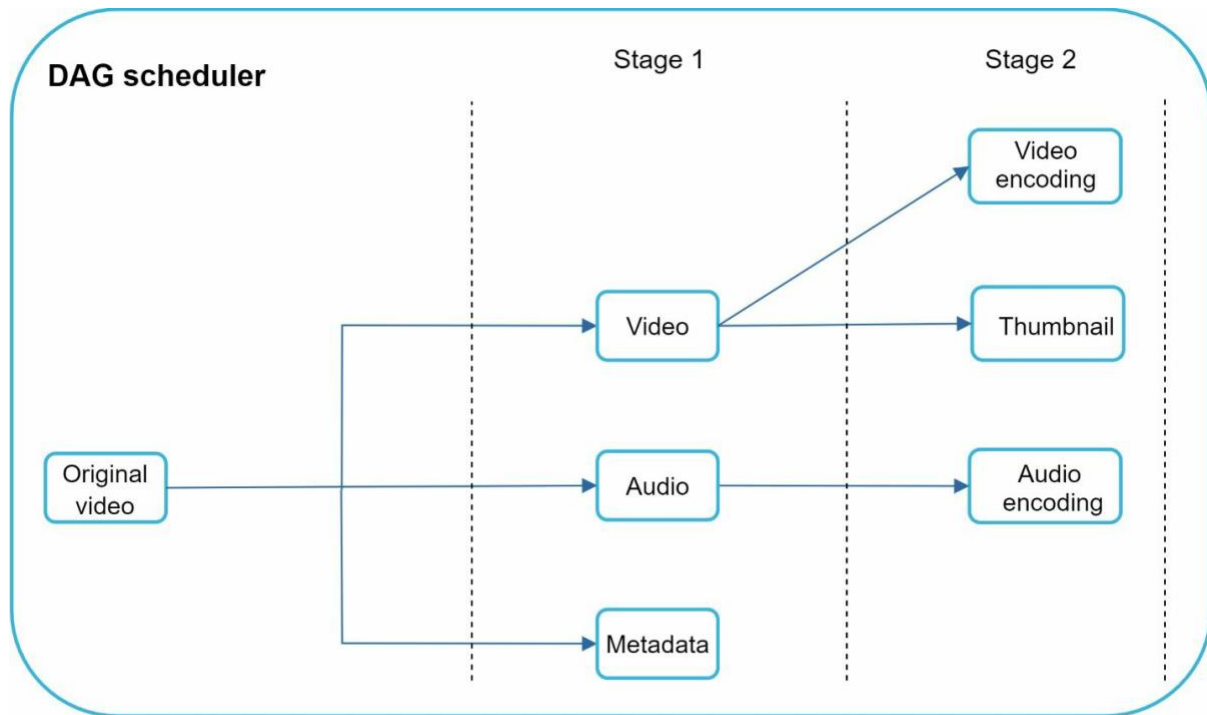 DAG scheduler
Stage 1
Stage 2
Video
encoding
Video
Thumbnail
Original
video
Audio
Audio
encoding
Metadata